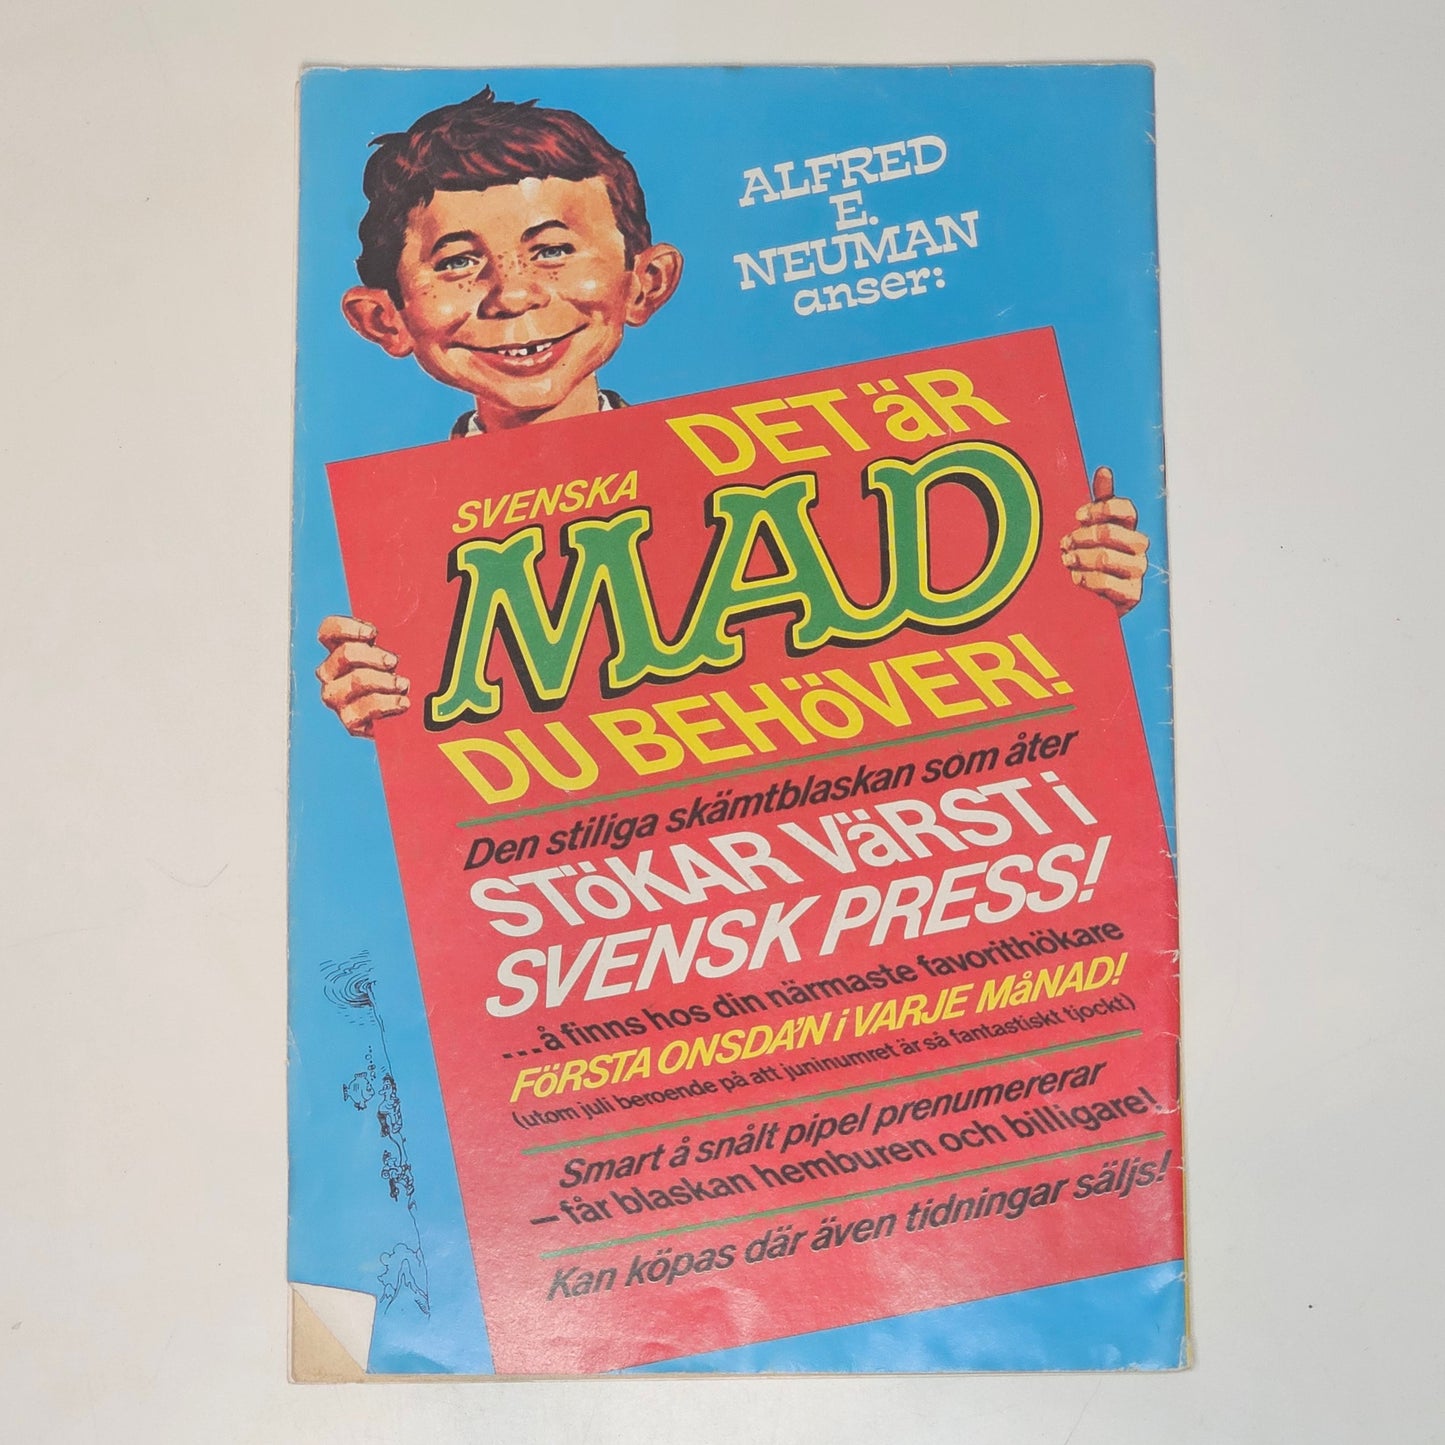 ALFRED
E.
NEUMAN
anser:
DET äR
SVENSKA
MAD
DU BEHöVER!
Den stiliga skämtblaskan som åter
STöKAR VäRST i
SVENSK PRESS!
...å finns hos din närmaste favorithökare
FöRSTA ONSDA'N i VARJE MåNAD!
(utom juli beroende på att juninumret är så fantastiskt tjockt)
Smart å snålt pipel prenumererar
– får blaskan hemburen och billigare!
Kan köpas där även tidningar säljs!